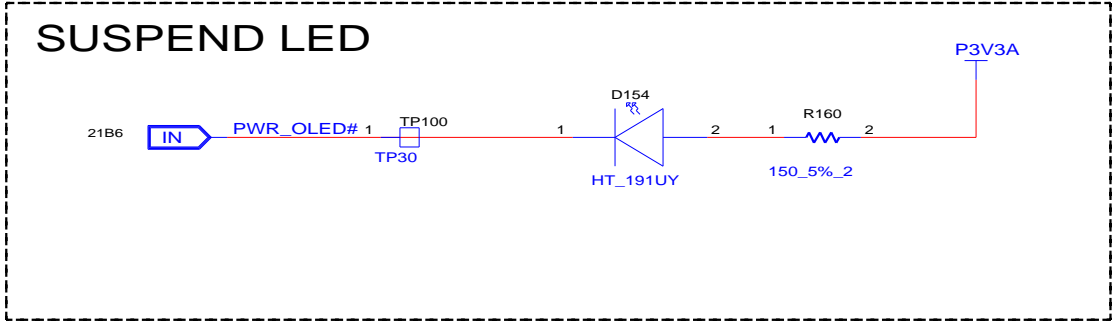 SUSPEND LED
P3V3A
D154
R160
21B6
IN
PWR_OLED#
1
TP100
1
2
1
2
TP30
HT_191UY
150_5%_2